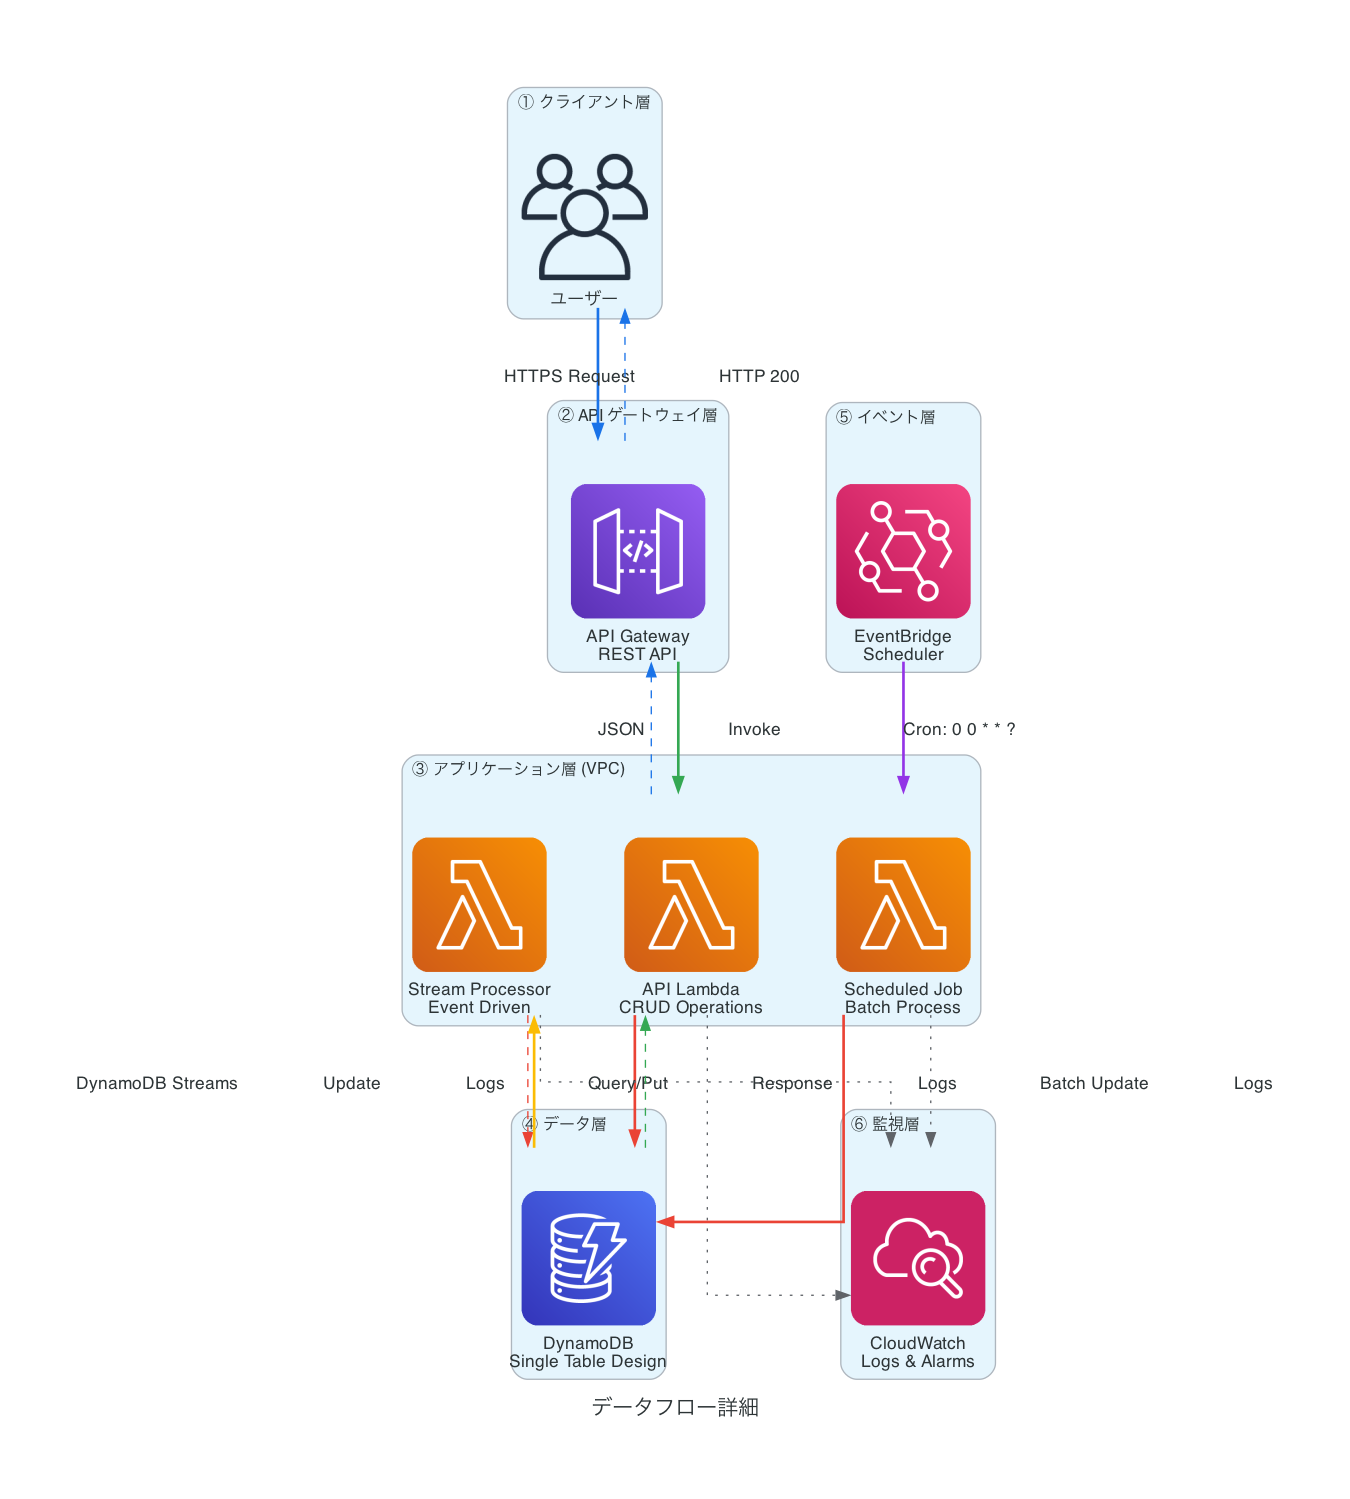 ① クライアント層
ユーザー
HTTPS Request
HTTP 200
② API ゲートウェイ層
⑤ イベント層
</>
API Gateway
REST API
EventBridge
Scheduler
JSON
Invoke
Cron: 0 0 * * ?
③ アプリケーション層 (VPC)
Stream Processor
Event Driven
API Lambda
CRUD Operations
Scheduled Job
Batch Process
DynamoDB Streams
Update
Logs
Query/Put
Response
Logs
Batch Update
Logs
④ データ層
⑥ 監視層
DynamoDB
Single Table Design
CloudWatch
Logs & Alarms
データフロー詳細